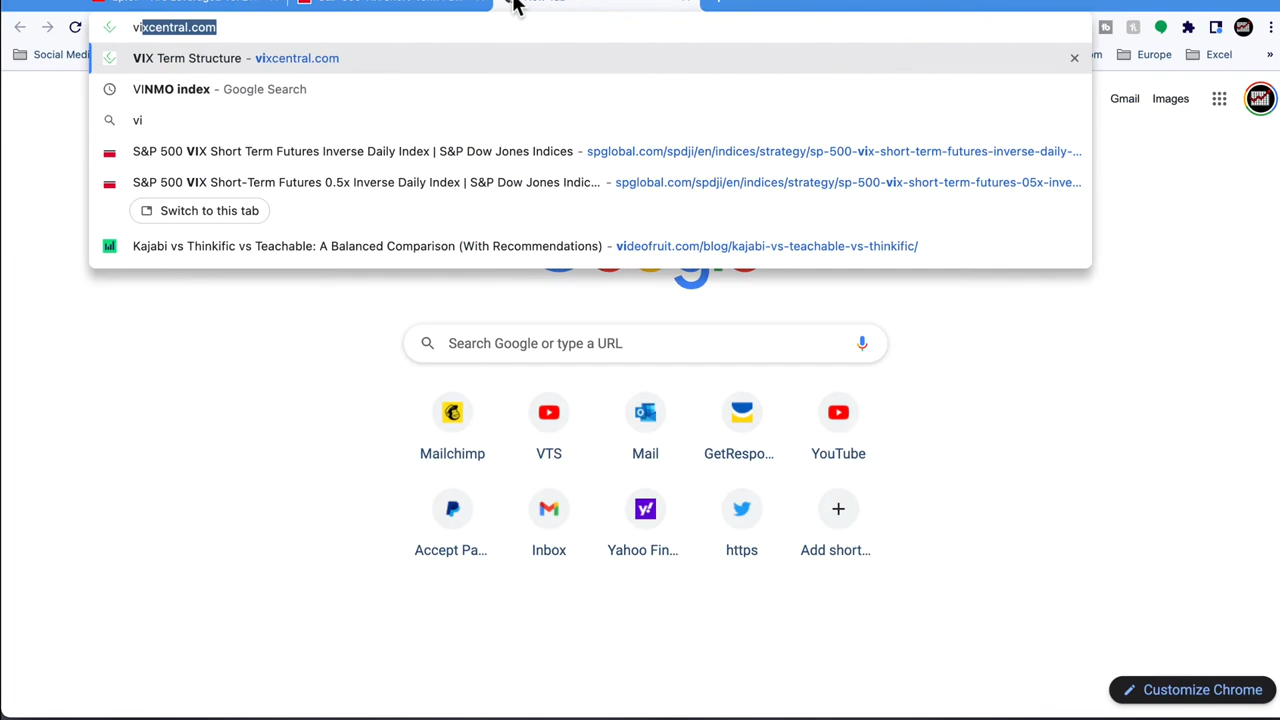 vixcentral.com
Social Medi
Europe
Excel
»
VIX Term Structure - vixcentral.com
VINMO index - Google Search
vi
S&P 500 VIX Short Term Futures Inverse Daily Index | S&P Dow Jones Indices - spglobal.com/spdji/en/indices/strategy/sp-500-vix-short-term-futures-inverse-daily-...
S&P 500 VIX Short-Term Futures 0.5x Inverse Daily Index | S&P Dow Jones Indic... - spglobal.com/spdji/en/indices/strategy/sp-500-vix-short-term-futures-05x-inve...
Switch to this tab
Kajabi vs Thinkific vs Teachable: A Balanced Comparison (With Recommendations) - videofruit.com/blog/kajabi-vs-teachable-vs-thinkific/
Gmail
Images
Search Google or type a URL
Mailchimp
VTS
Mail
GetRespo...
YouTube
Accept Pa...
Inbox
Yahoo Fin...
https
Add short...
Customize Chrome